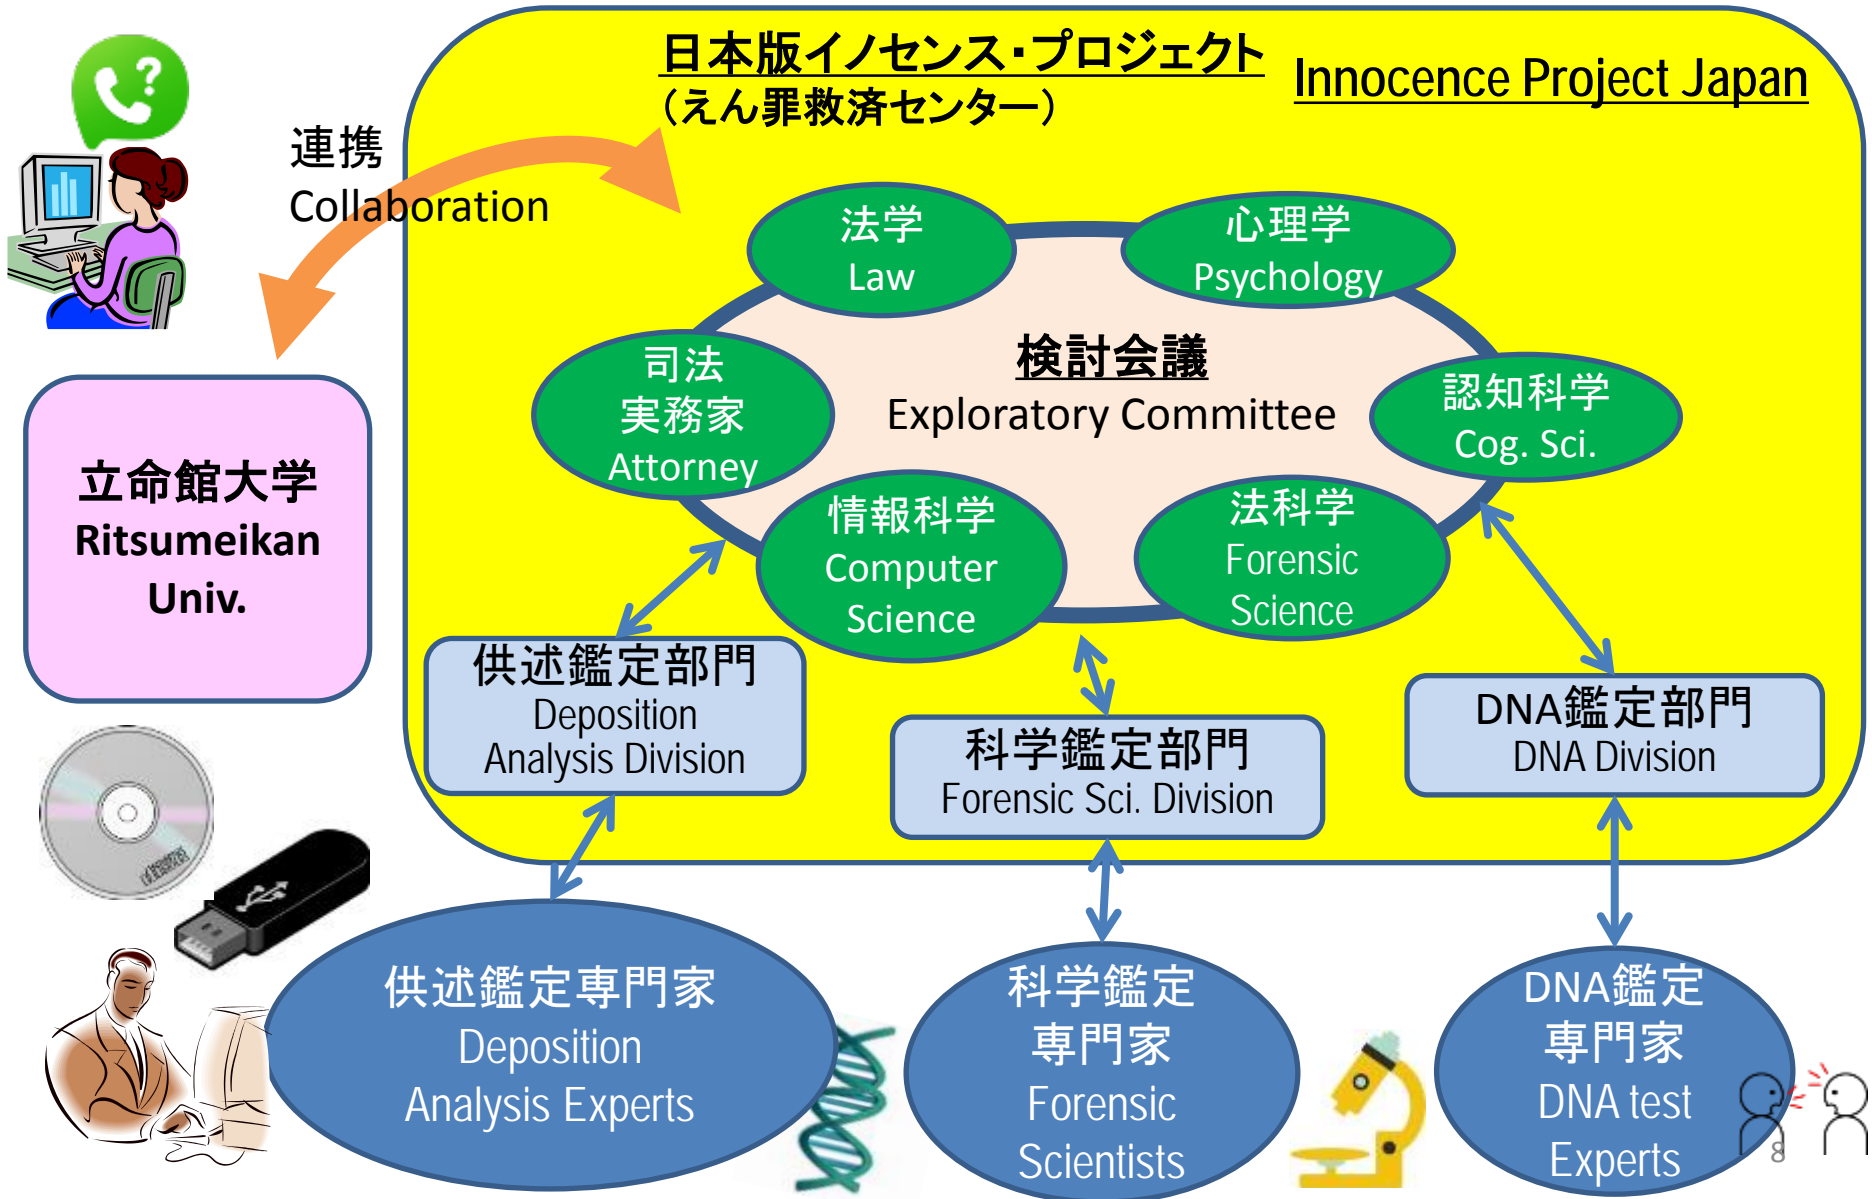 日本版イノセンス・プロジェクト
（えん罪救済センター）
Innocence Project Japan
?
連携
Collaboration
法学
Law
心理学
Psychology
司法
実務家
Attorney
検討会議
Exploratory Committee
認知科学
Cog. Sci.
情報科学
Computer
Science
法科学
Forensic
Science
立命館大学
Ritsumeikan
Univ.
供述鑑定部門
Deposition
Analysis Division
科学鑑定部門
Forensic Sci. Division
DNA鑑定部門
DNA Division
供述鑑定専門家
Deposition
Analysis Experts
科学鑑定
専門家
Forensic
Scientists
DNA鑑定
専門家
DNA test
Experts
8